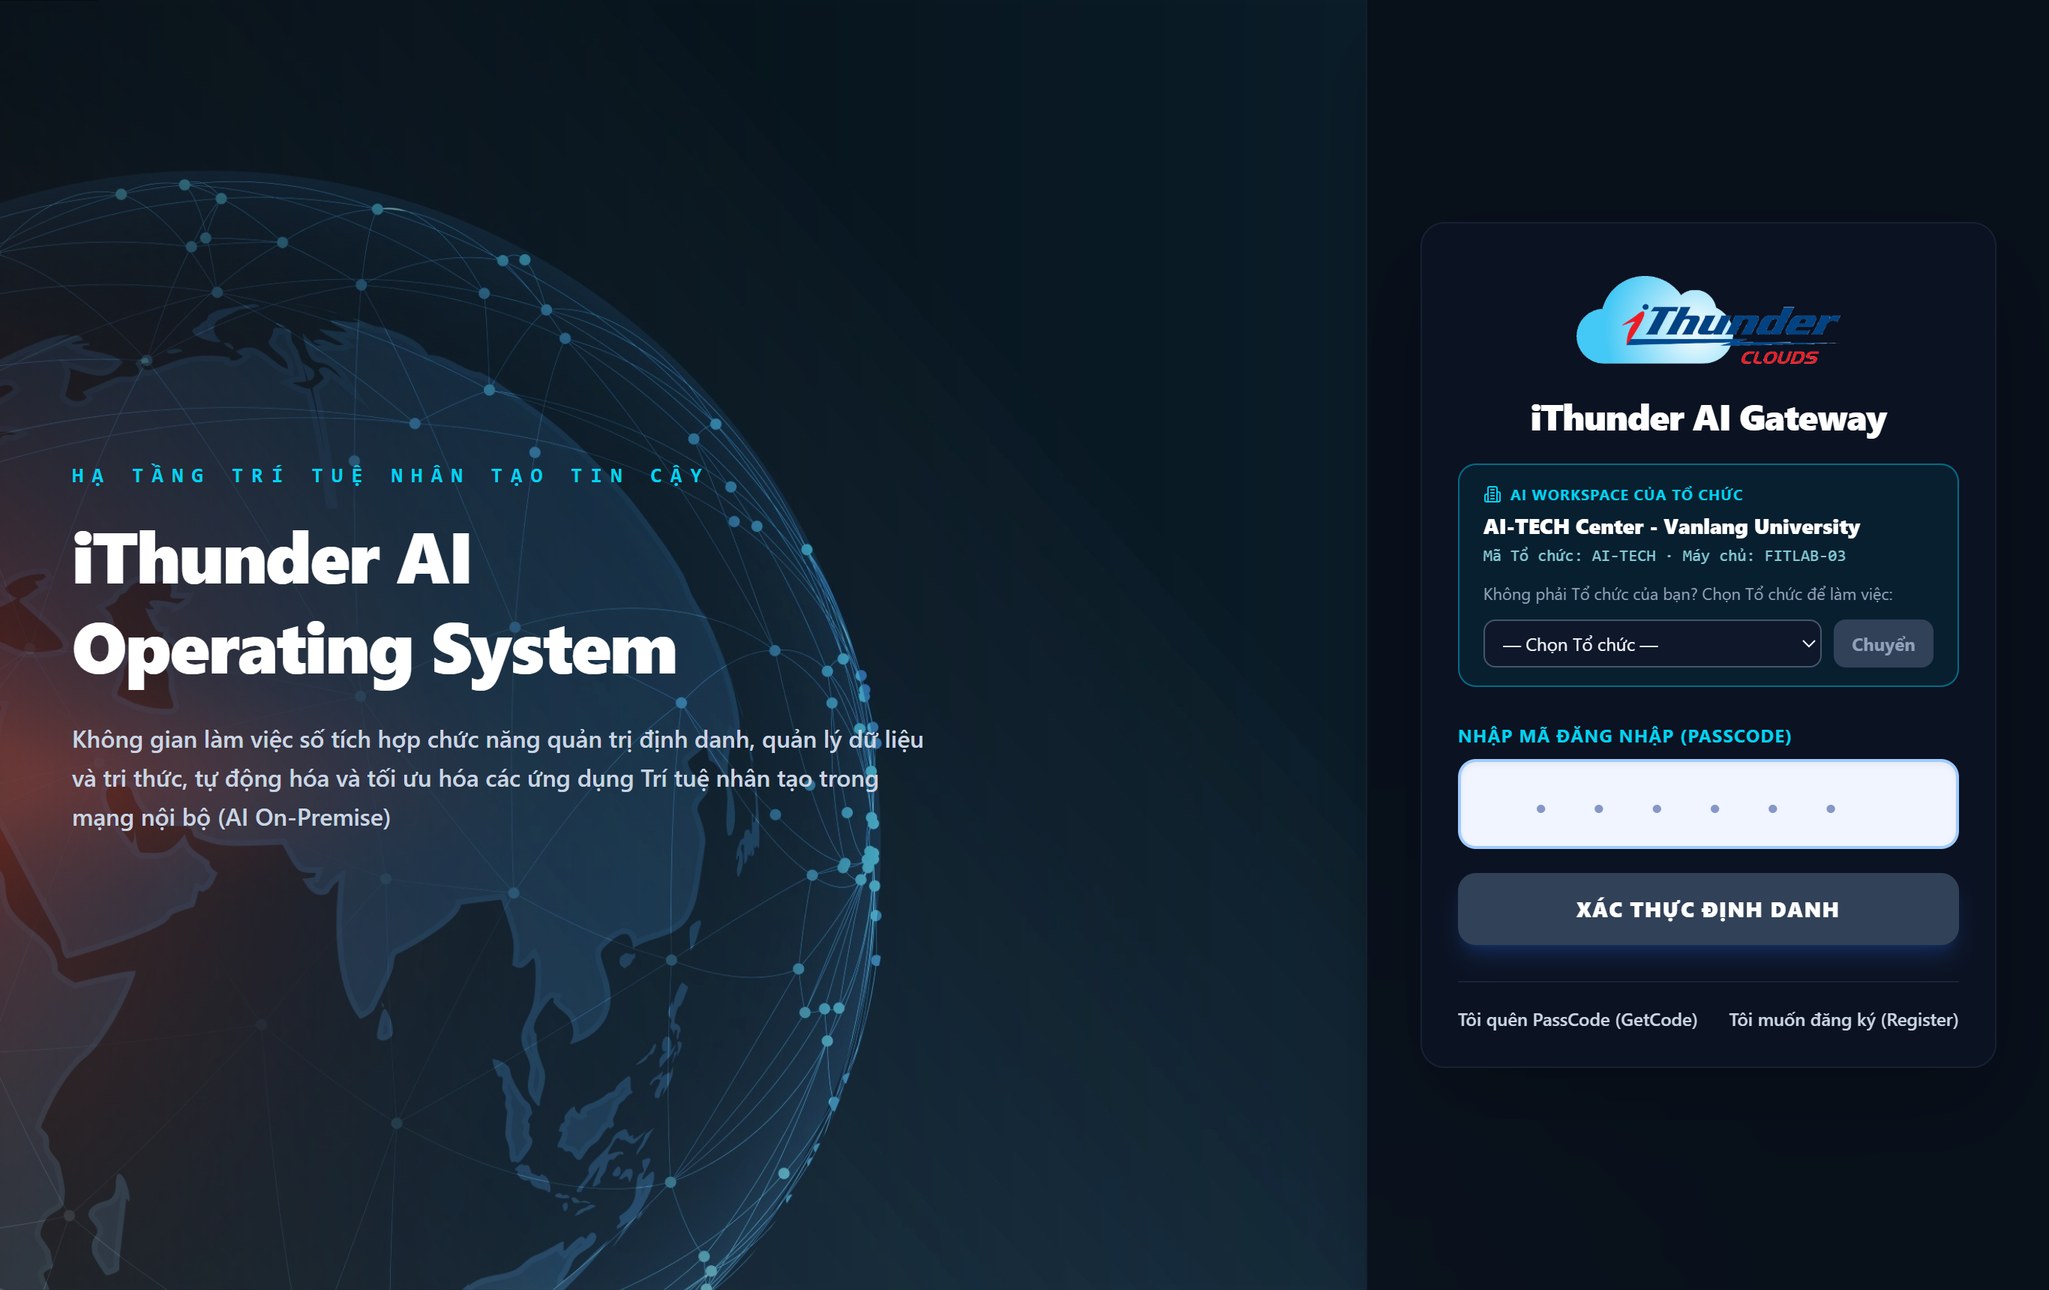 HẠ TẦNG TRÍ TUỆ NHÂN TẠO TIN CẬY
iThunder AI
Operating System
Không gian làm việc số tích hợp chức năng quản trị định danh, quản lý dữ liệu
và tri thức, tự động hóa và tối ưu hóa các ứng dụng Trí tuệ nhân tạo trong
mạng nội bộ (AI On-Premise)
iThunder
CLOUDS
iThunder AI Gateway
AI WORKSPACE CỦA TỔ CHỨC
AI-TECH Center - Vanlang University
Mã Tổ chức: AI-TECH · Máy chủ: FITLAB-03
Không phải Tổ chức của bạn? Chọn Tổ chức để làm việc:
— Chọn Tổ chức —
Chuyển
NHẬP MÃ ĐĂNG NHẬP (PASSCODE)
XÁC THỰC ĐỊNH DANH
Tôi quên PassCode (GetCode)
Tôi muốn đăng ký (Register)